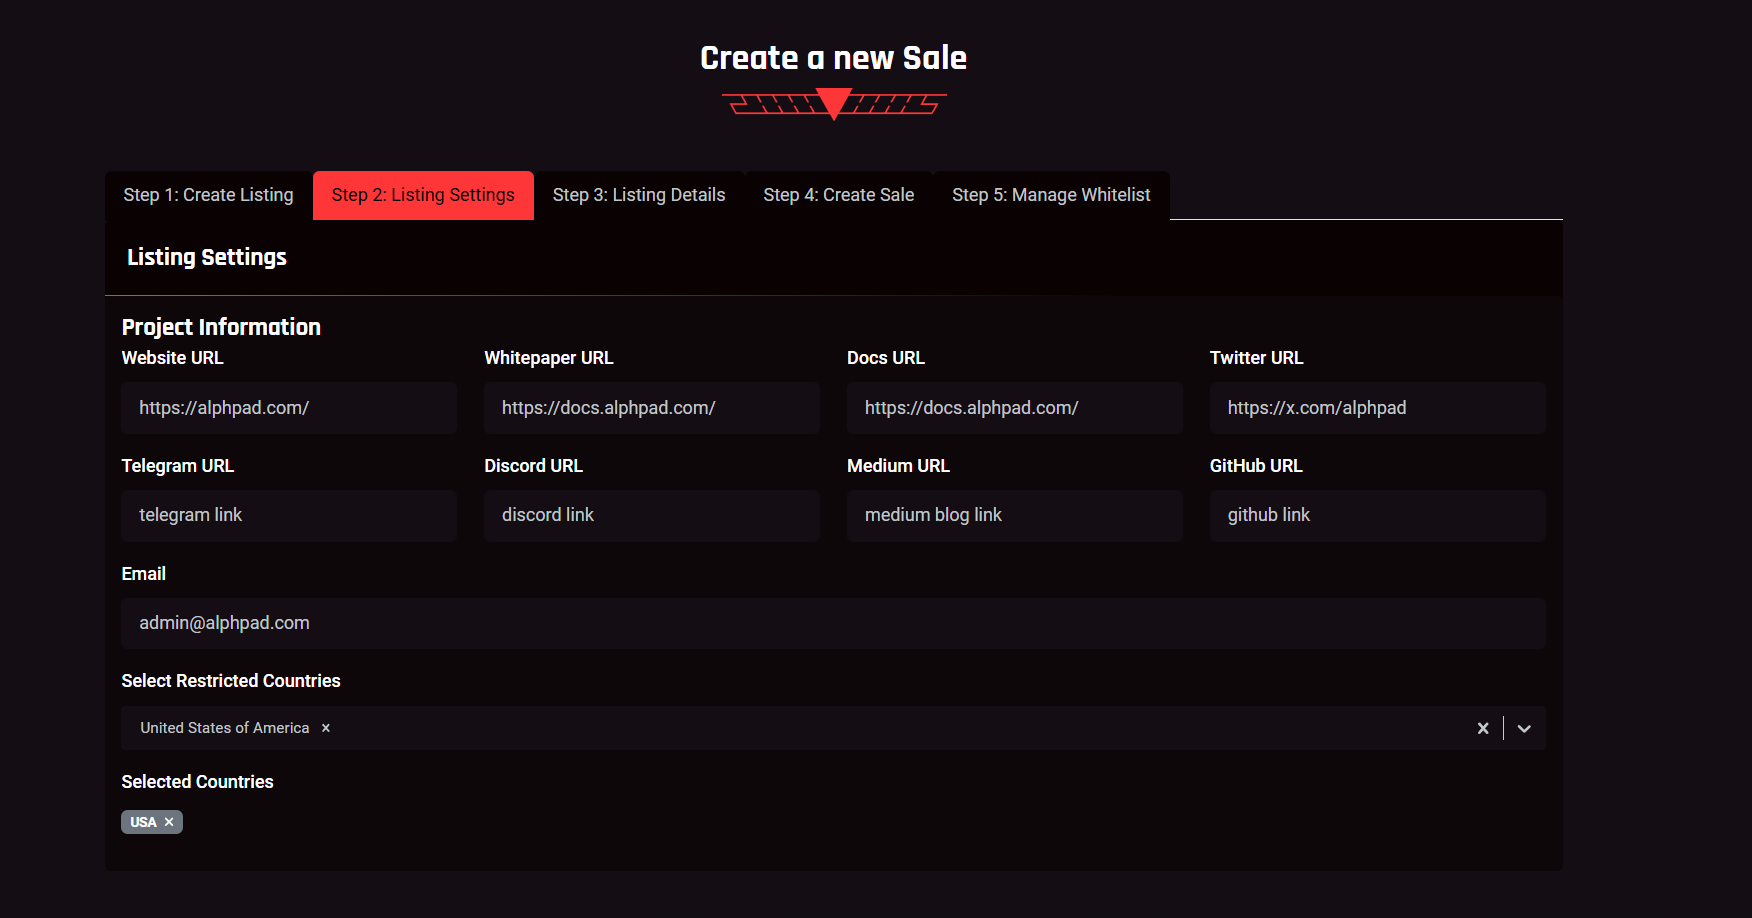 Create a new Sale
Step 1: Create Listing Step 2: Listing Settings Step 3: Listing Details Step 4: Create Sale Step 5: Manage Whitelist
Listing Settings
Project Information
Website URL Whitepaper URL Docs URL Twitter URL
https://alphpad.com/ https://docs.alphpad.com/ https://docs.alphpad.com/ https://x.com/alphpad
Telegram URL Discord URL Medium URL GitHub URL
telegram link discord link medium blog link github link
Email
admin@alphpad.com
Select Restricted Countries
United States of America ×
Selected Countries
USA ×